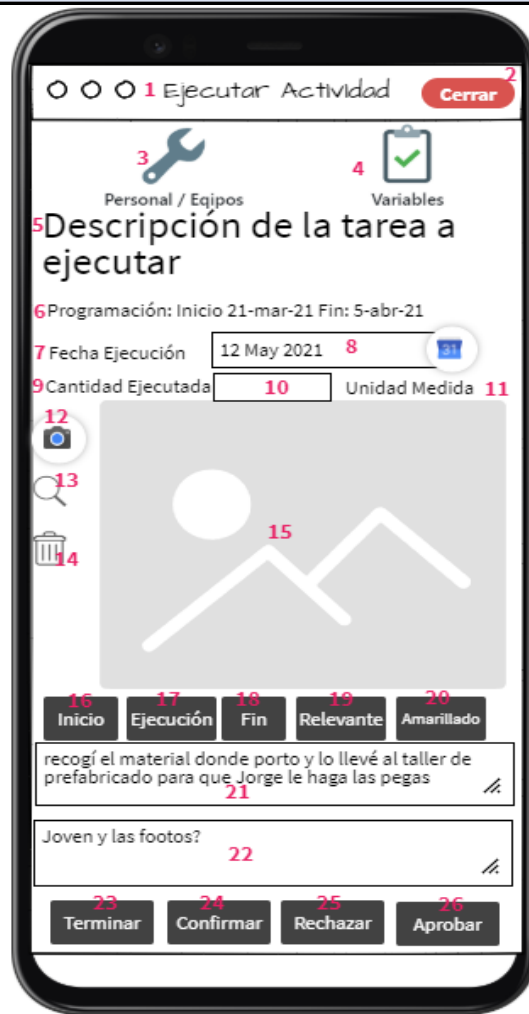 1 Ejecutar Actividad
2
Cerrar
3
4
Personal / Eqipos
Variables
5 Descripción de la tarea a
ejecutar
6 Programación: Inicio 21-mar-21 Fin: 5-abr-21
7 Fecha Ejecución
12 May 2021
8
31
9 Cantidad Ejecutada
10
Unidad Medida 11
12
13
14
15
16
17
18
19
20
Inicio
Ejecución
Fin
Relevante
Amarillado
recogí el material donde porto y lo llevé al taller de
prefabricado para que Jorge le haga las pegas
21
Joven y las footos?
22
23
24
25
26
Terminar
Confirmar
Rechazar
Aprobar